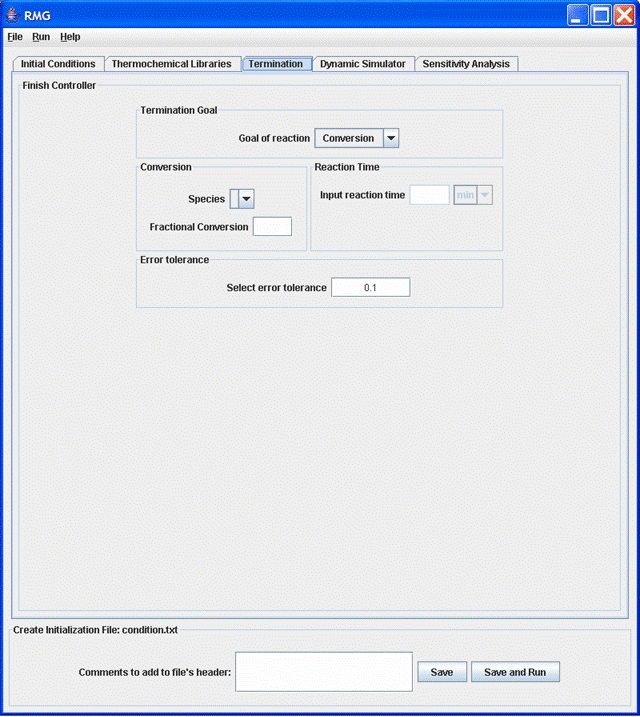 RMG
File Run Help
Initial Conditions Thermochemical Libraries Termination Dynamic Simulator Sensitivity Analysis
Finish Controller
Termination Goal
Goal of reaction Conversion
Conversion Reaction Time
Species Input reaction time min
Fractional Conversion
Error tolerance
Select error tolerance 0.1
Create Initialization File: condition.txt
Comments to add to file's header: Save Save and Run